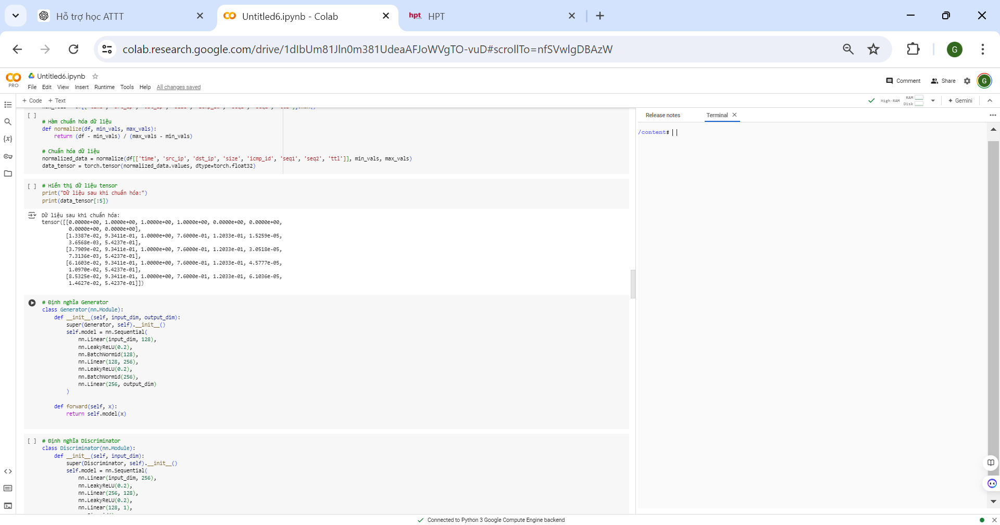 Hỗ trợ học ATTT
Untitled6.ipynb - Colab
hpt HPT
colab.research.google.com/drive/1dIbUm81Jln0m381UdeaAFJoWVgTO-vuD#scrollTo=nfSVwlgDBAzW
G
PRO
Untitled6.ipynb
File Edit View Insert Runtime Tools Help All changes saved
Comment Share G
+ Code + Text
High-RAM RAM Disk Gemini
[ ]
# Hàm chuẩn hóa dữ liệu
def normalize(df, min_vals, max_vals):
return (df - min_vals) / (max_vals - min_vals)
# Chuẩn hóa dữ liệu
normalized_data = normalize(df[['time', 'src_ip', 'dst_ip', 'size', 'icmp_id', 'seq1', 'seq2', 'ttl']], min_vals, max_vals)
data_tensor = torch.tensor(normalized_data.values, dtype=torch.float32)
[ ] # Hiển thị dữ liệu tensor
print("Dữ liệu sau khi chuẩn hóa:")
print(data_tensor[:5])
Dữ liệu sau khi chuẩn hóa:
tensor([[0.0000e+00, 1.0000e+00, 1.0000e+00, 1.0000e+00, 0.0000e+00, 0.0000e+00,
0.0000e+00, 0.0000e+00],
[1.3387e-02, 9.3411e-01, 1.0000e+00, 7.6000e-01, 1.2033e-01, 1.5259e-05,
3.6568e-03, 5.4237e-01],
[3.7909e-02, 9.3411e-01, 1.0000e+00, 7.6000e-01, 1.2033e-01, 3.0518e-05,
7.3136e-03, 5.4237e-01],
[6.1603e-02, 9.3411e-01, 1.0000e+00, 7.6000e-01, 1.2033e-01, 4.5777e-05,
1.0970e-02, 5.4237e-01],
[8.5325e-02, 9.3411e-01, 1.0000e+00, 7.6000e-01, 1.2033e-01, 6.1036e-05,
1.4627e-02, 5.4237e-01]])
# Định nghĩa Generator
class Generator(nn.Module):
def __init__(self, input_dim, output_dim):
super(Generator, self).__init__()
self.model = nn.Sequential(
nn.Linear(input_dim, 128),
nn.LeakyReLU(0.2),
nn.BatchNorm1d(128),
nn.Linear(128, 256),
nn.LeakyReLU(0.2),
nn.BatchNorm1d(256),
nn.Linear(256, output_dim)
)
def forward(self, x):
return self.model(x)
[ ] # Định nghĩa Discriminator
class Discriminator(nn.Module):
def __init__(self, input_dim):
super(Discriminator, self).__init__()
self.model = nn.Sequential(
nn.Linear(input_dim, 256),
nn.LeakyReLU(0.2),
nn.Linear(256, 128),
nn.LeakyReLU(0.2),
nn.Linear(128, 1),
Release notes Terminal
/content#
Connected to Python 3 Google Compute Engine backend